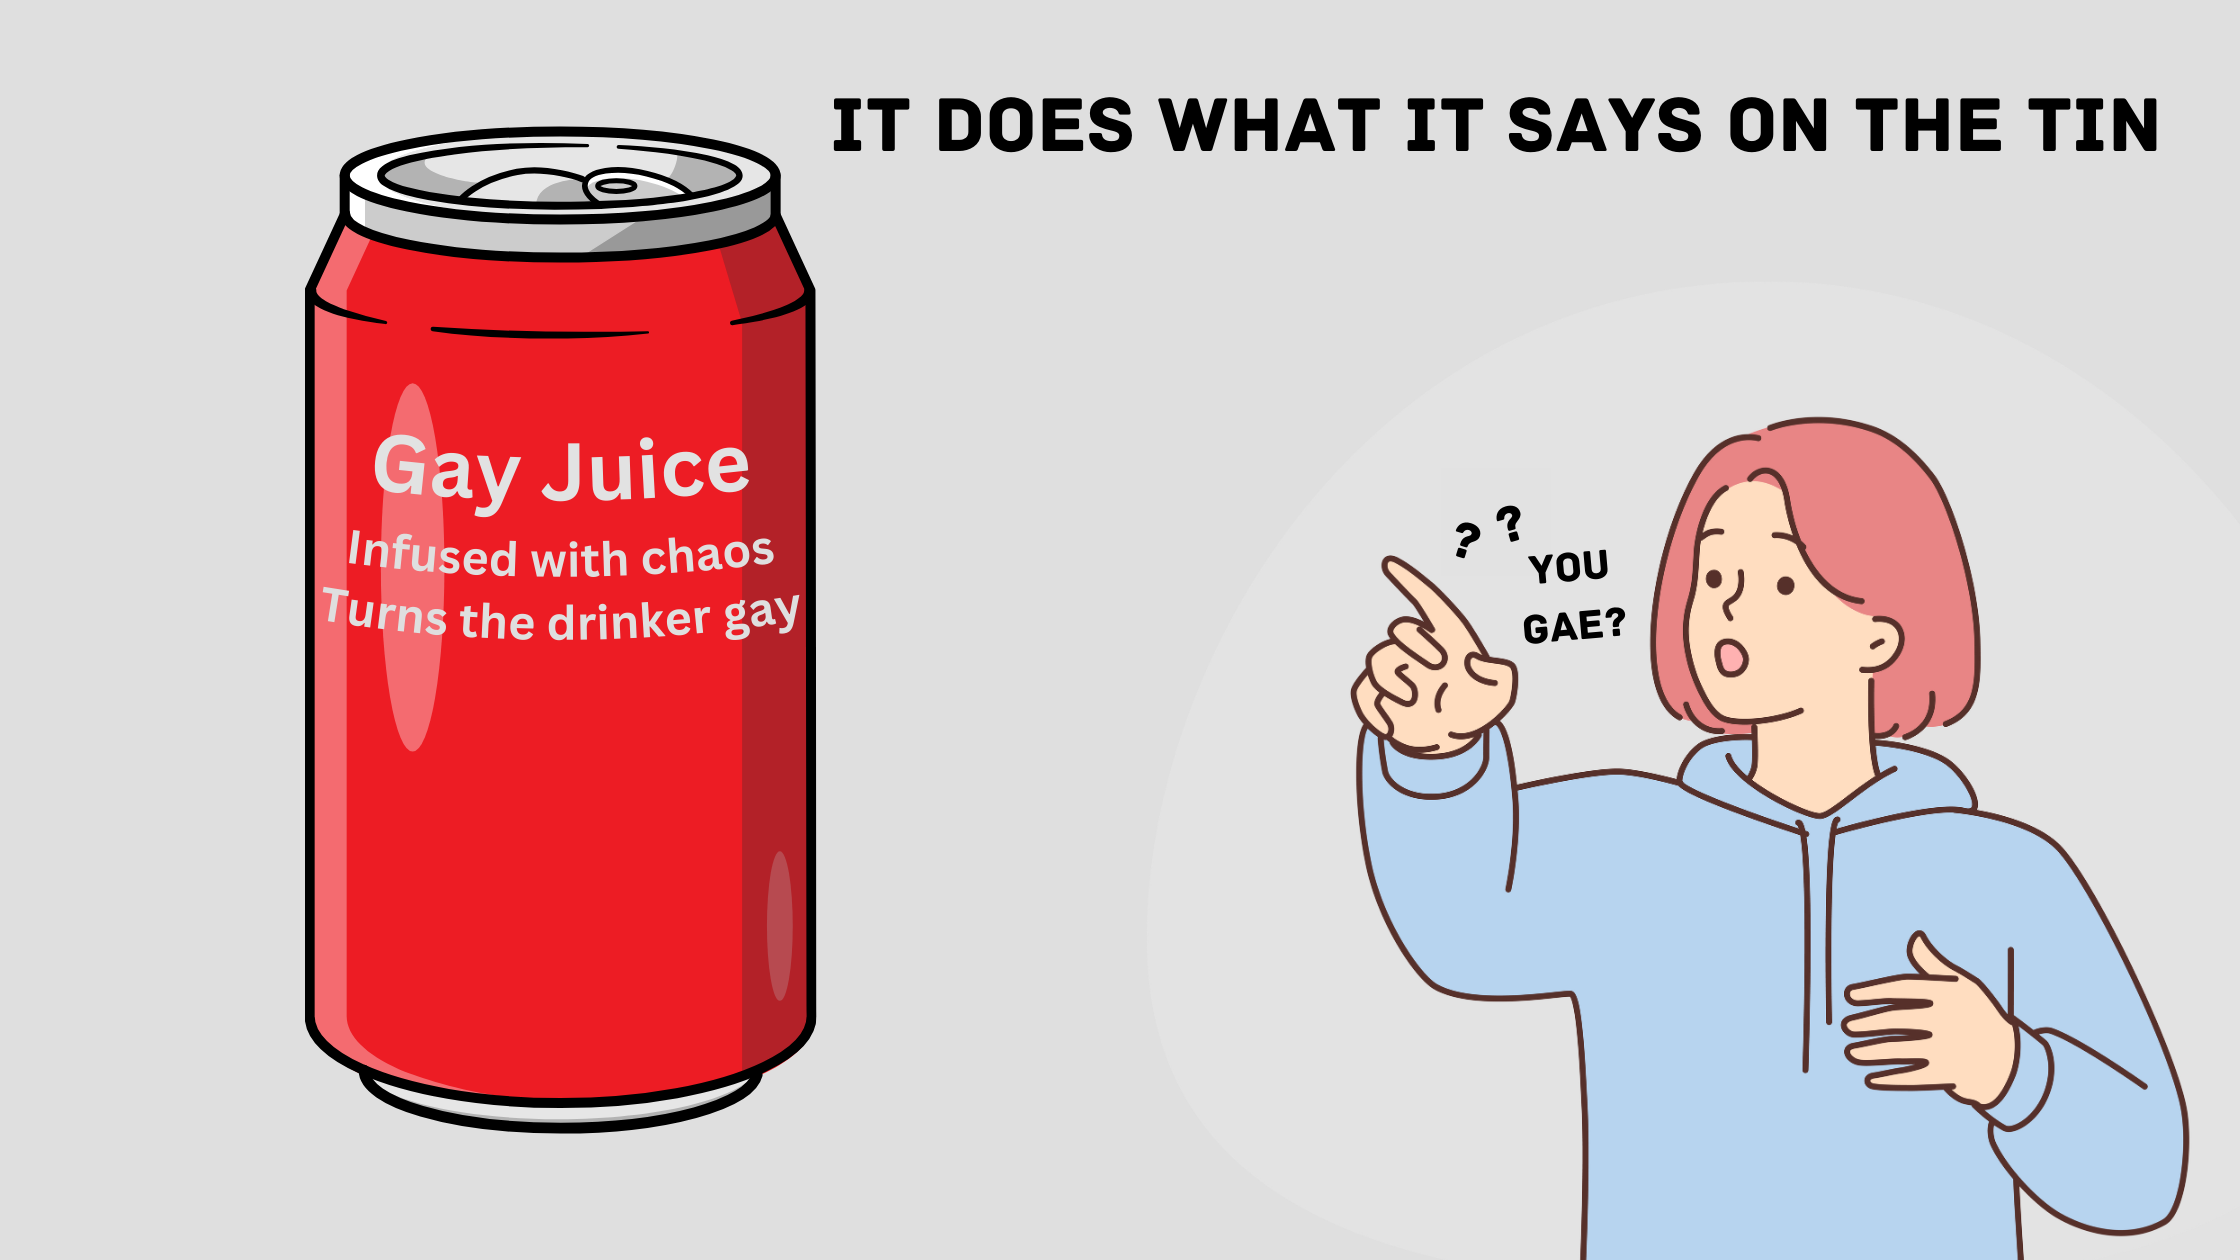 IT DOES WHAT IT SAYS ON THE TIN
Gay Juice
Infused with chaos
Turns the drinker gay
? ?
YOU
GAE?